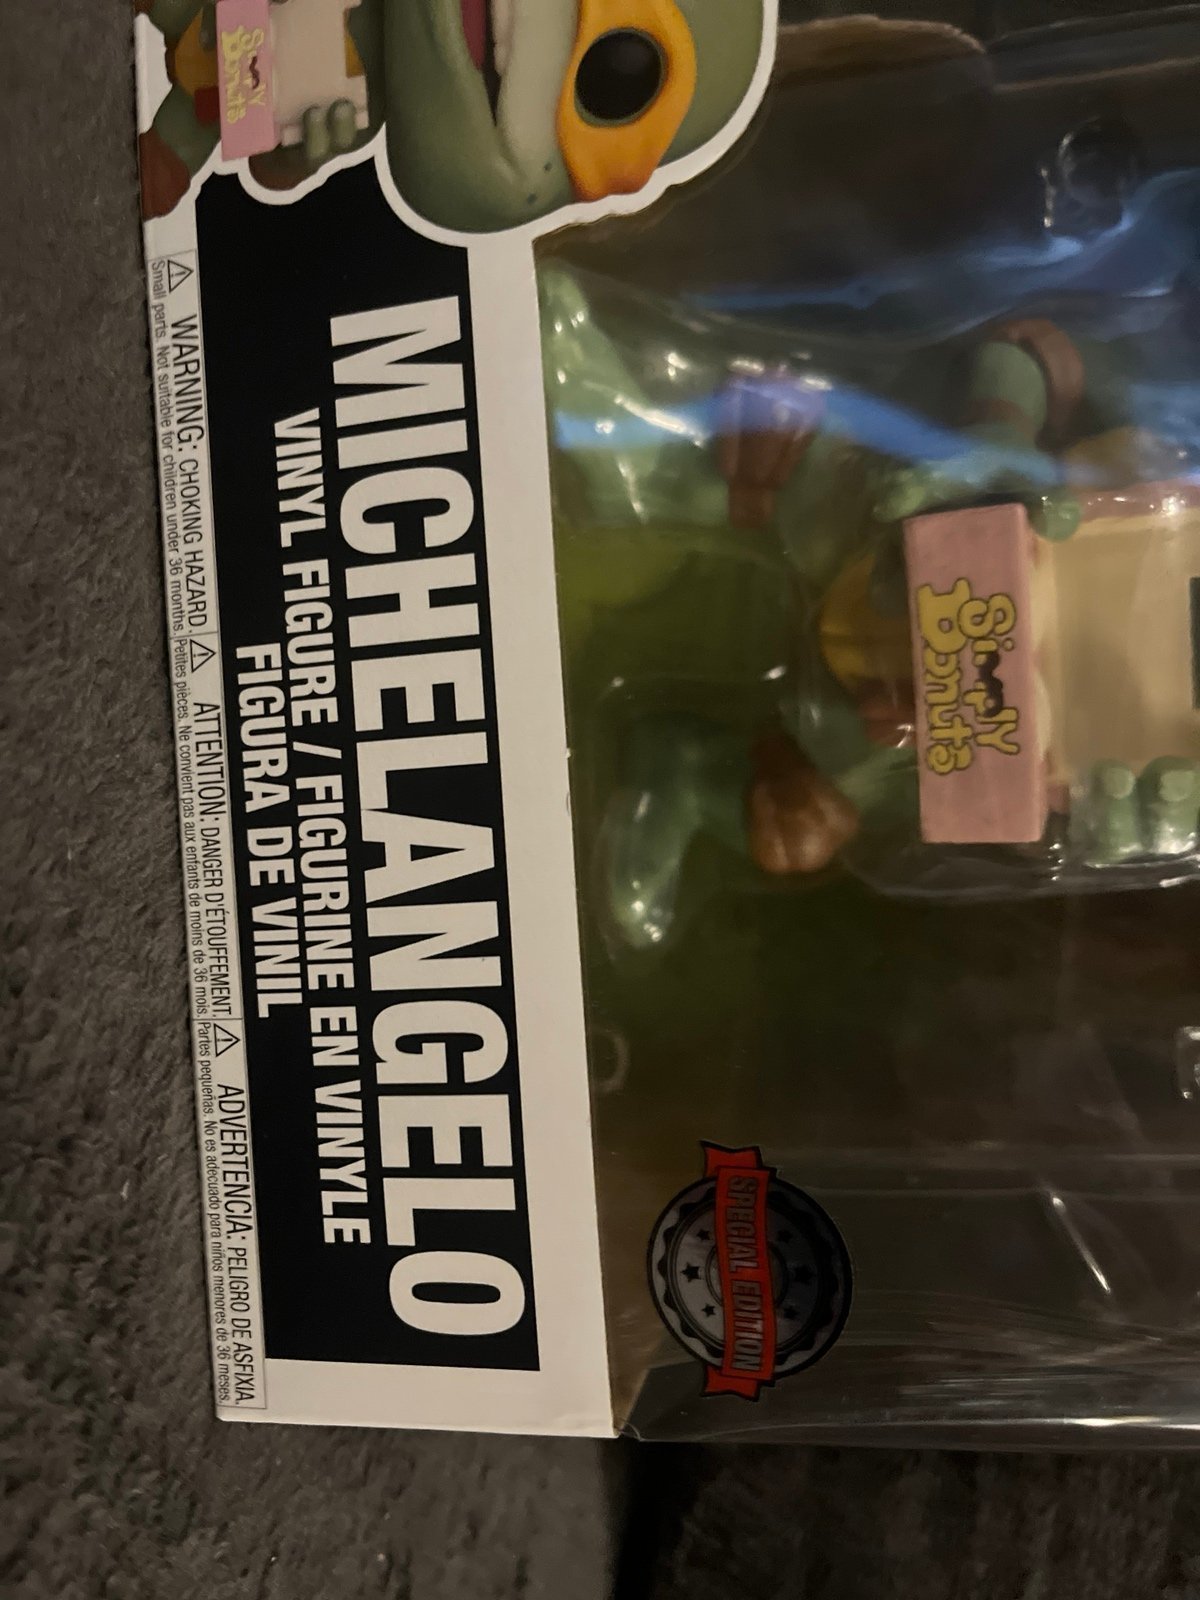 Simply
Donuts
MICHELANGELO
VINYL FIGURE / FIGURINE EN VINYLE
FIGURA DE VINIL
⚠ WARNING: CHOKING HAZARD.
Small parts. Not suitable for children under 36 months.
⚠ ATTENTION: DANGER D'ÉTOUFFEMENT.
Petites pièces. Ne convient pas aux enfants de moins de 36 mois.
⚠ ADVERTENCIA: PELIGRO DE ASFIXIA.
Partes pequeñas. No es adecuado para niños menores de 36 meses.
Simply
Donuts
SPECIAL EDITION